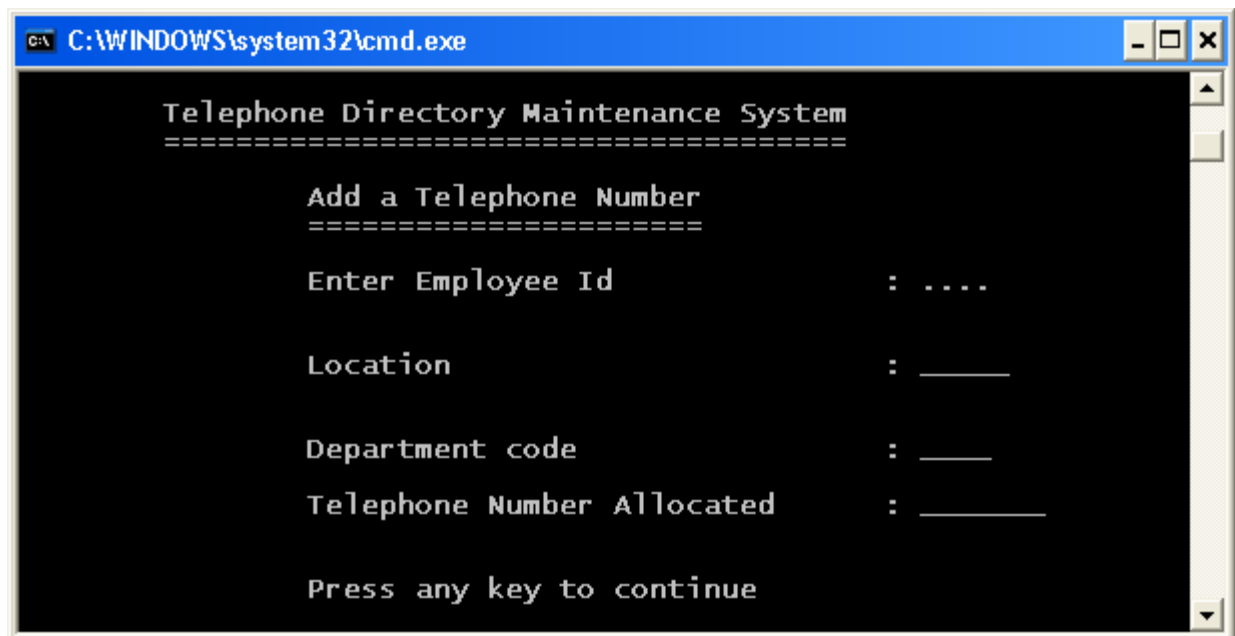 C:\WINDOWS\system32\cmd.exe
Telephone Directory Maintenance System
======================================
Add a Telephone Number
======================
Enter Employee Id : ....
Location : _____
Department code : ____
Telephone Number Allocated : _______
Press any key to continue